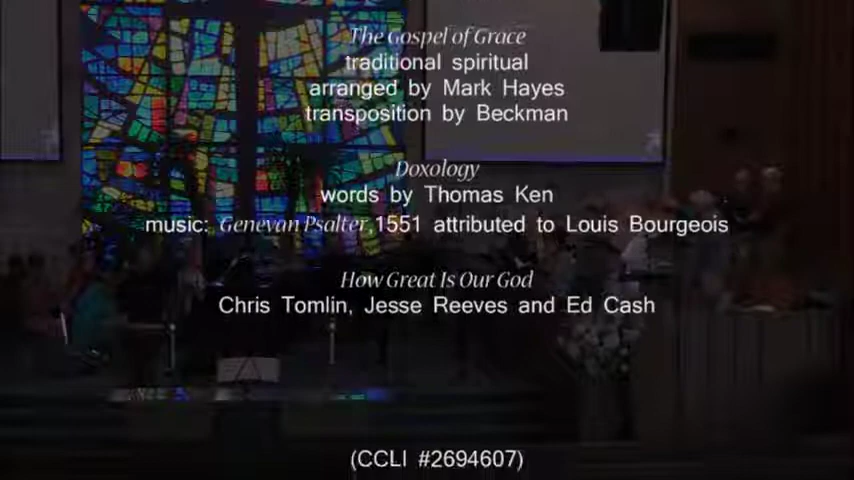 The Gospel of Grace
traditional spiritual
arranged by Mark Hayes
transposition by Beckman
Doxology
words by Thomas Ken
music: Genevan Psalter, 1551 attributed to Louis Bourgeois
How Great Is Our God
Chris Tomlin, Jesse Reeves and Ed Cash
(CCLI #2694607)